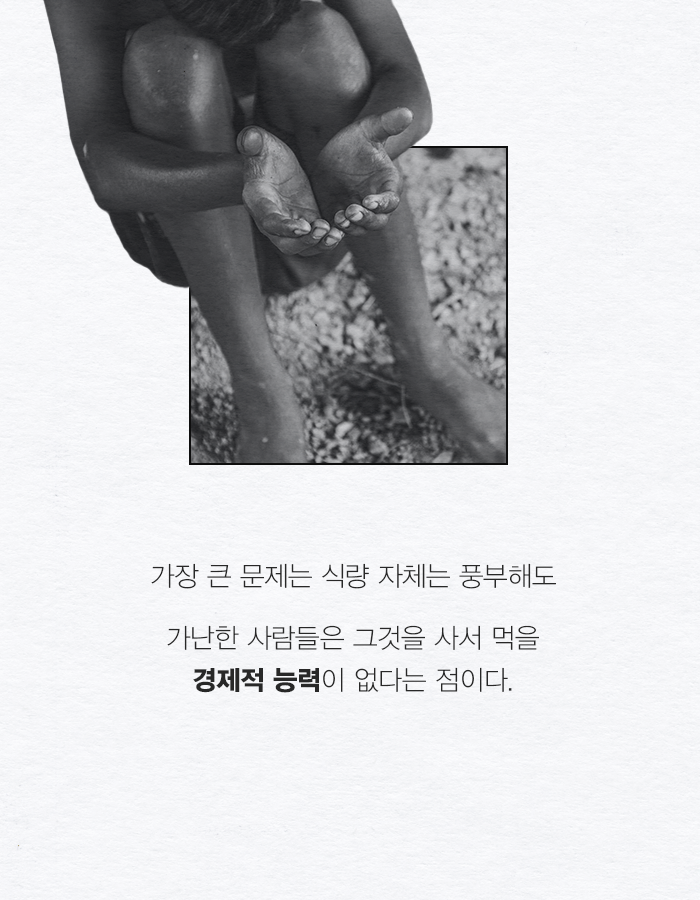 가장 큰 문제는 식량 자체는 풍부해도
가난한 사람들은 그것을 사서 먹을
경제적 능력이 없다는 점이다.